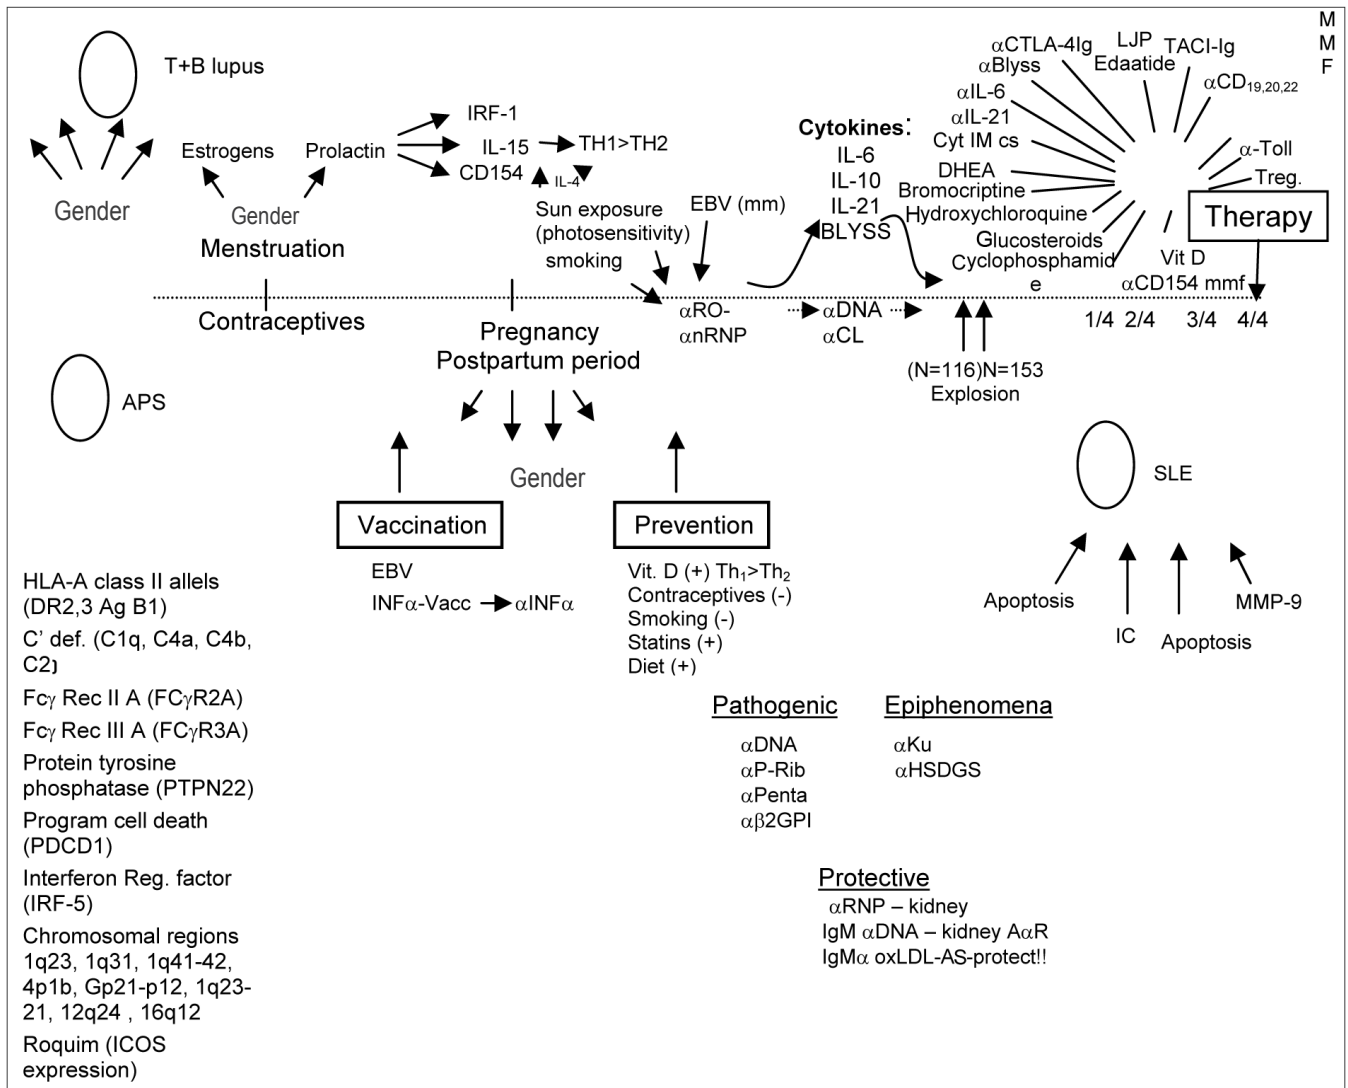 M
M
F
αCTLA-4Ig
LJP
Edaatide
TACI-Ig
αBlyss
αCD19,20,22
αIL-6
αIL-21
Cyt IM cs
DHEA
Bromocriptine
Hydroxychloroquine
Glucosteroids
Cyclophosphamid
e
α-Toll
Treg.
Therapy
Vit D
αCD154 mmf
T+B lupus
Gender
Estrogens
Prolactin
Gender
Menstruation
IRF-1
IL-15
CD154
TH1>TH2
IL-4
Sun exposure
(photosensitivity)
smoking
EBV (mm)
Cytokines:
IL-6
IL-10
IL-21
BLYSS
Contraceptives
Pregnancy
Postpartum period
αRO-
αnRNP
αDNA
αCL
1/4 2/4 3/4 4/4
(N=116)N=153
Explosion
APS
Gender
Vaccination
EBV
INFα-Vacc αINFα
Prevention
Vit. D (+) Th1>Th2
Contraceptives (-)
Smoking (-)
Statins (+)
Diet (+)
SLE
Apoptosis
IC
Apoptosis
MMP-9
HLA-A class II allels
(DR2,3 Ag B1)
C’ def. (C1q, C4a, C4b,
C2)
Fcγ Rec II A (FCγR2A)
Fcγ Rec III A (FCγR3A)
Protein tyrosine
phosphatase (PTPN22)
Program cell death
(PDCD1)
Interferon Reg. factor
(IRF-5)
Chromosomal regions
1q23, 1q31, 1q41-42,
4p1b, Gp21-p12, 1q23-
21, 12q24 , 16q12
Roquim (ICOS
expression)
Pathogenic
αDNA
αP-Rib
αPenta
αβ2GPI
Epiphenomena
αKu
αHSDGS
Protective
αRNP – kidney
IgM αDNA – kidney AαR
IgMα oxLDL-AS-protect!!